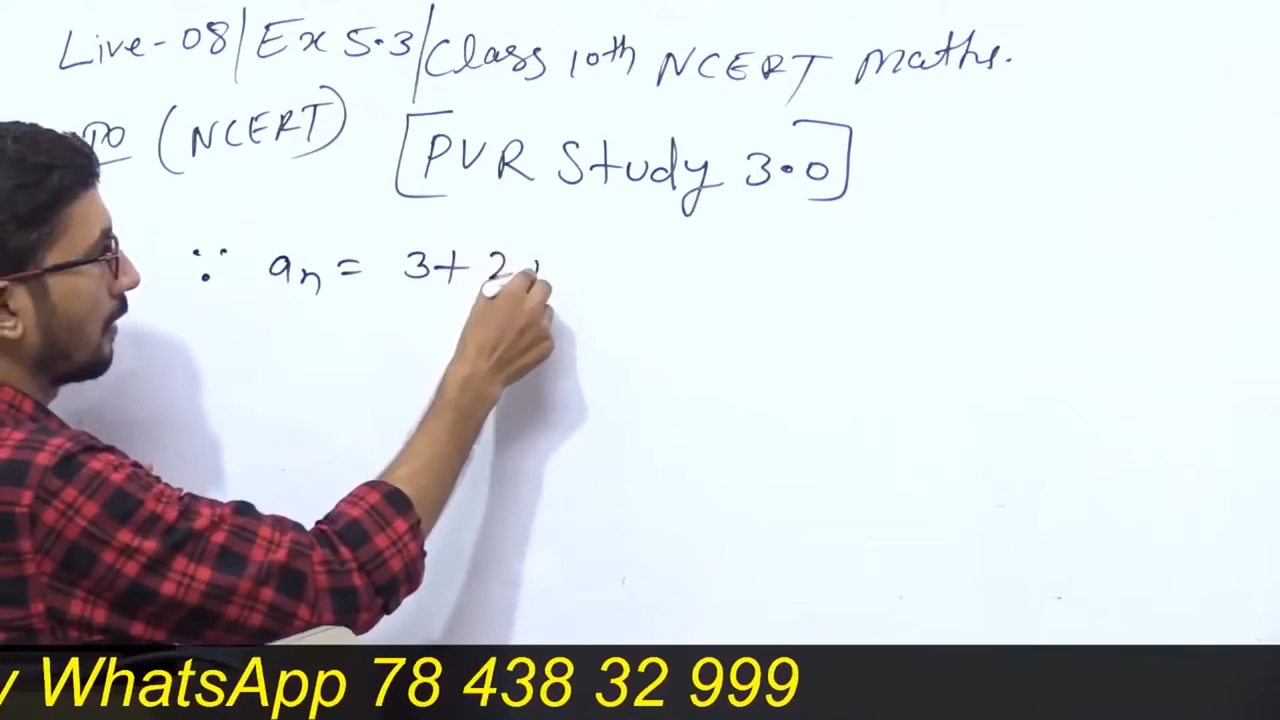 Live-08/Ex 5.3/Class 10th NCERT Maths.
(NCERT) [PVR Study 3.0]
∵ an = 3+2
WhatsApp 78 438 32 999